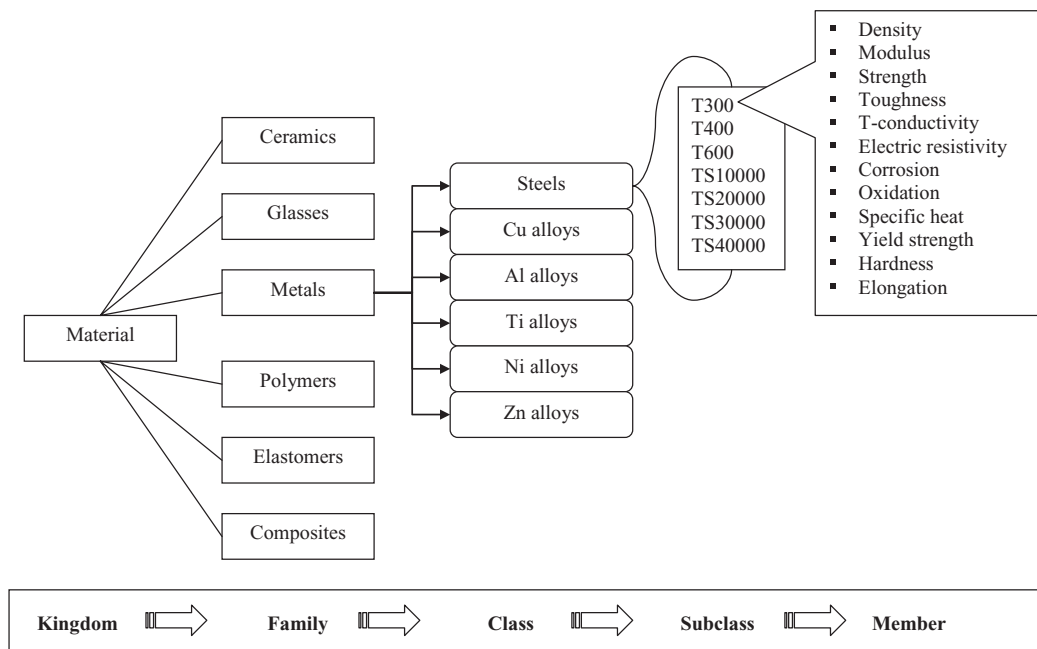 Material
Ceramics
Glasses
Metals
Polymers
Elastomers
Composites
Steels
Cu alloys
Al alloys
Ti alloys
Ni alloys
Zn alloys
T300
T400
T600
TS10000
TS20000
TS30000
TS40000
Density
Modulus
Strength
Toughness
T-conductivity
Electric resistivity
Corrosion
Oxidation
Specific heat
Yield strength
Hardness
Elongation
Kingdom Family Class Subclass Member